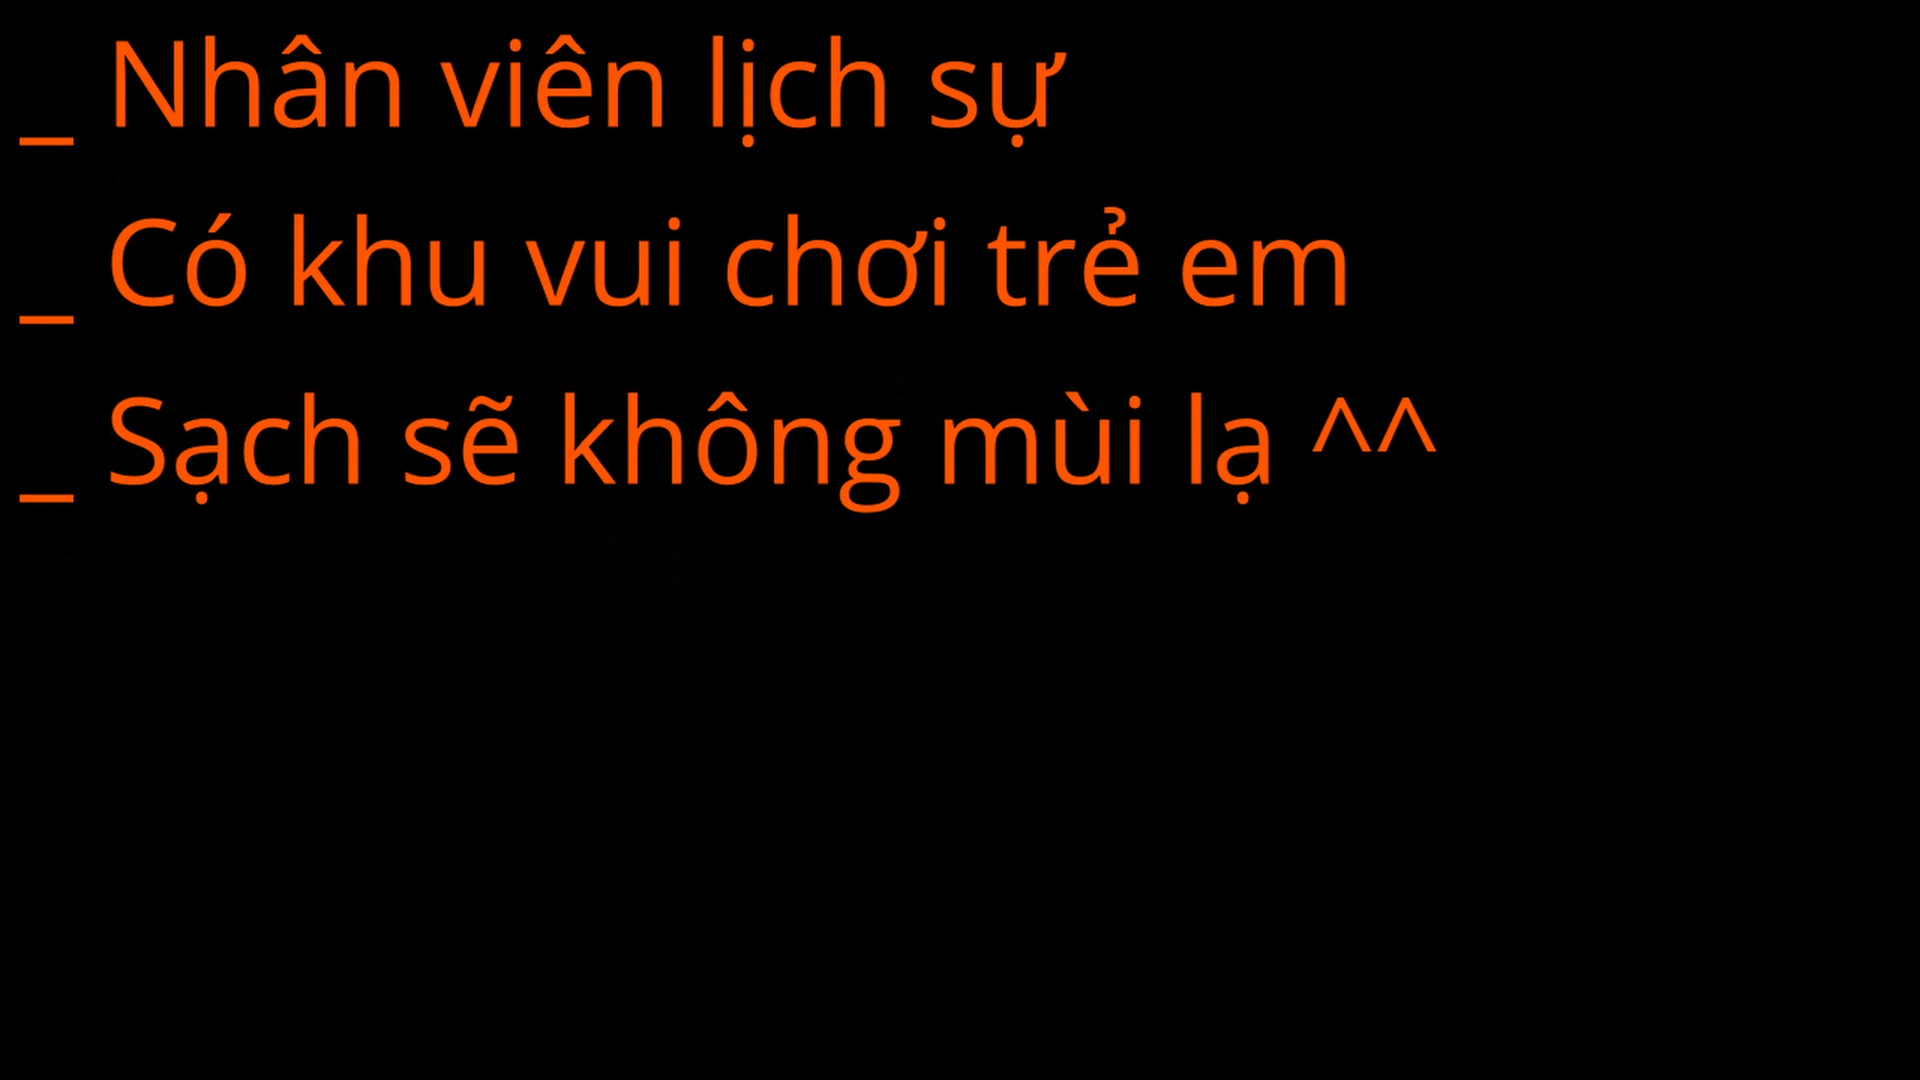 _ Nhân viên lịch sự
_ Có khu vui chơi trẻ em
_ Sạch sẽ không mùi lạ ^^